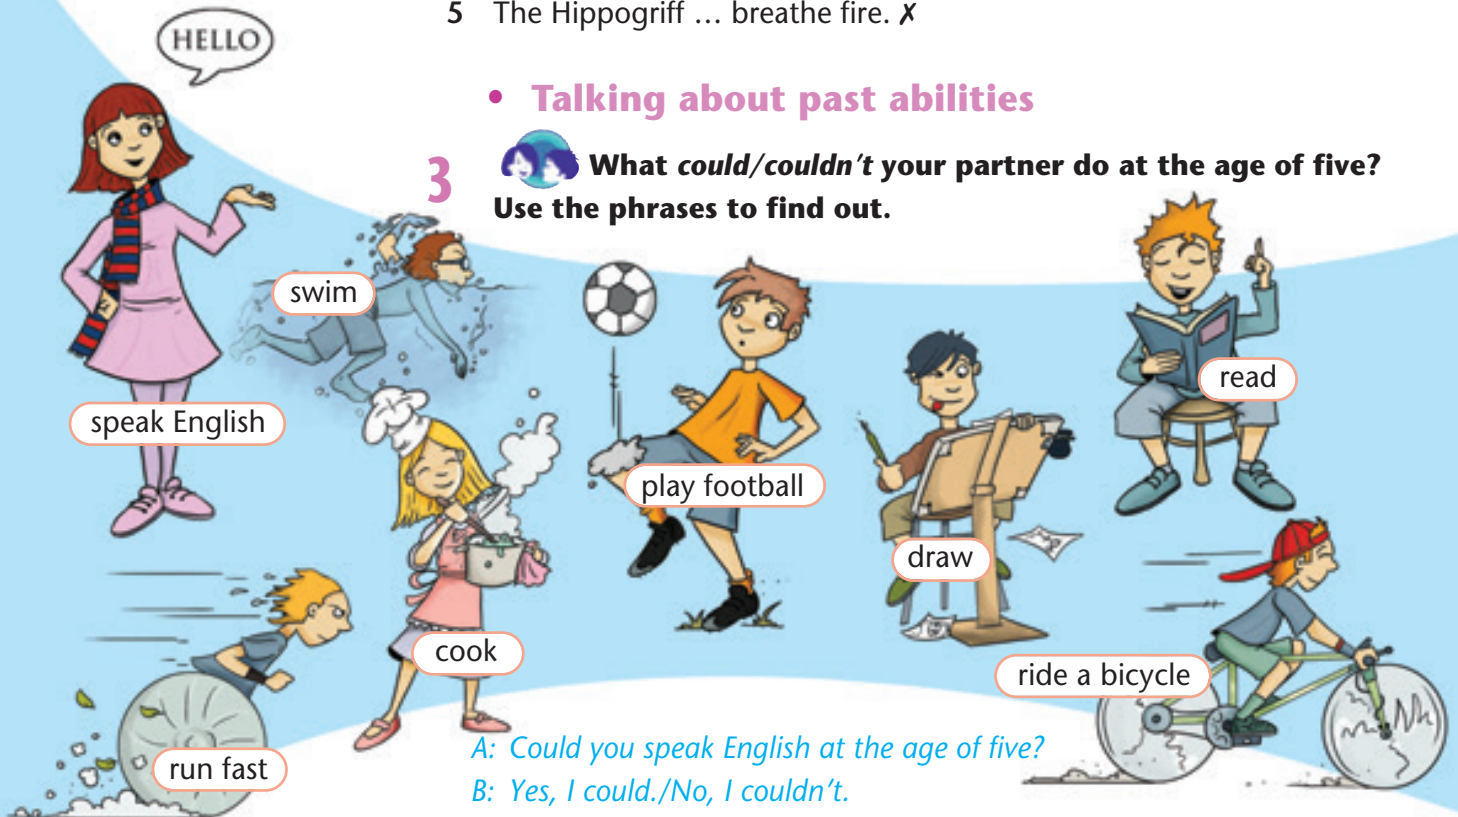 5 The Hippogriff … breathe fire. ✗
HELLO
• Talking about past abilities
3 What could/couldn't your partner do at the age of five?
Use the phrases to find out.
swim
read
speak English
play football
draw
cook
ride a bicycle
run fast
A: Could you speak English at the age of five?
B: Yes, I could./No, I couldn't.